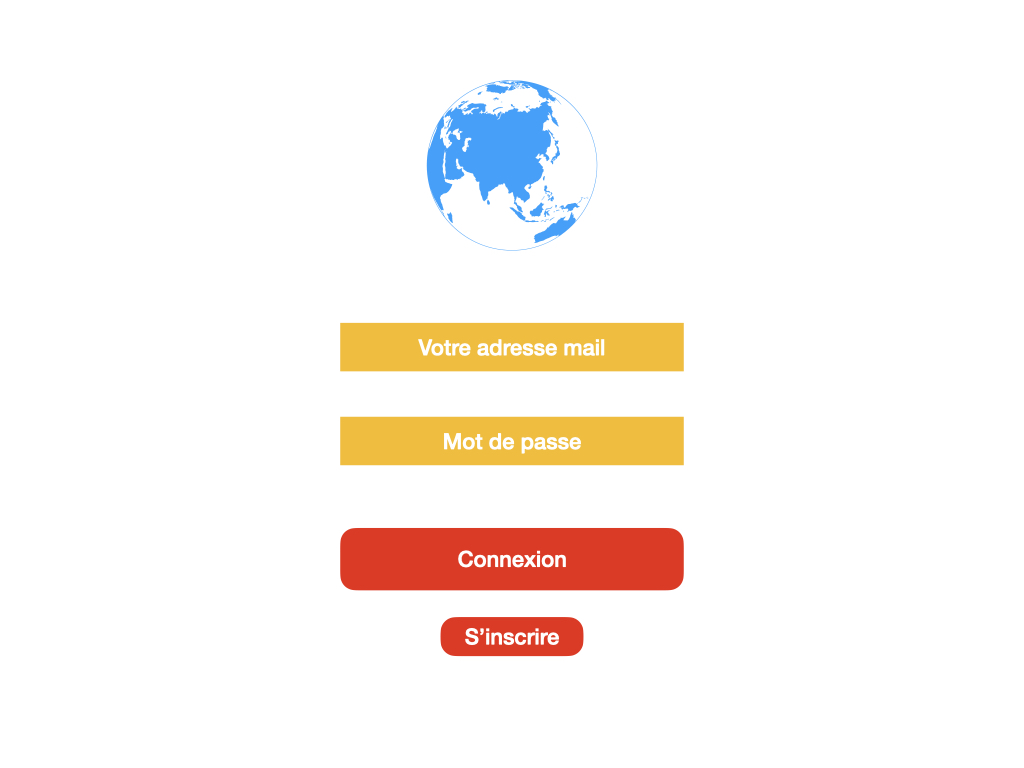 Votre adresse mail
Mot de passe
Connexion
S’inscrire